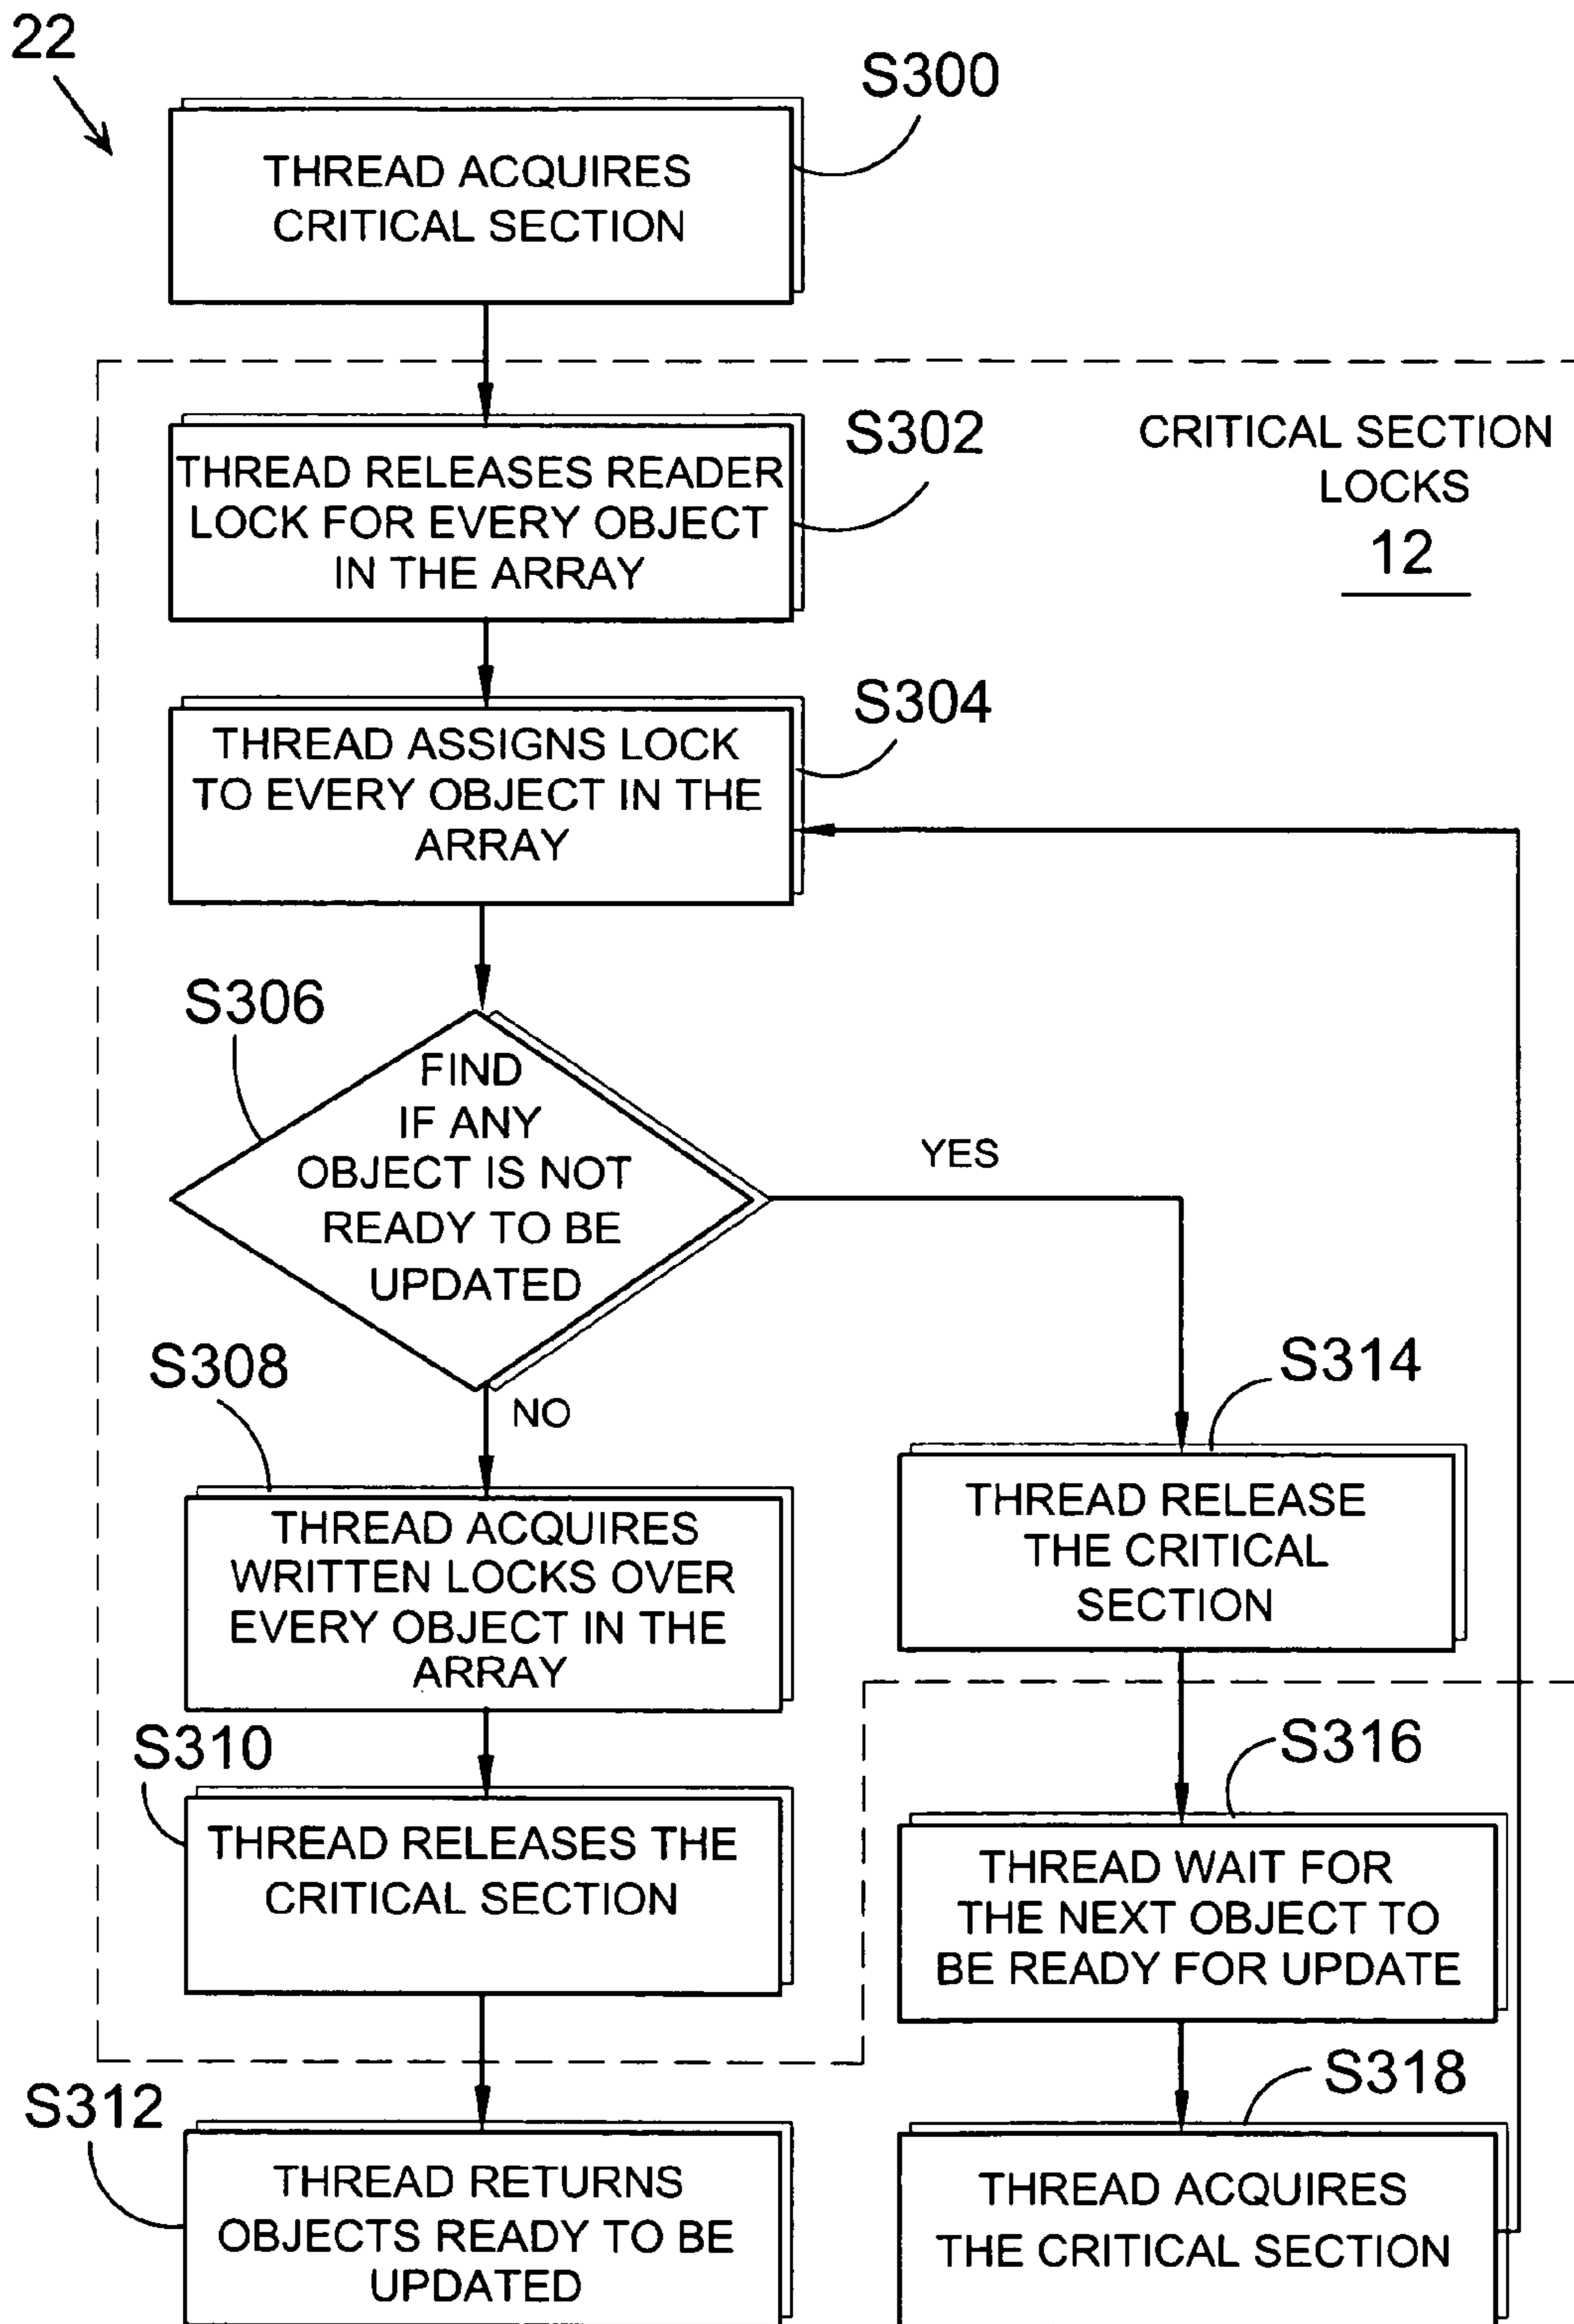 22
S300
THREAD ACQUIRES
CRITICAL SECTION
S302
THREAD RELEASES READER
LOCK FOR EVERY OBJECT
IN THE ARRAY
CRITICAL SECTION
LOCKS
12
S304
THREAD ASSIGNS LOCK
TO EVERY OBJECT IN THE
ARRAY
S306
FIND
IF ANY
OBJECT IS NOT
READY TO BE
UPDATED
YES
NO
S308
THREAD ACQUIRES
WRITTEN LOCKS OVER
EVERY OBJECT IN THE
ARRAY
S314
THREAD RELEASE
THE CRITICAL
SECTION
S310
THREAD RELEASES THE
CRITICAL SECTION
S316
THREAD WAIT FOR
THE NEXT OBJECT TO
BE READY FOR UPDATE
S312
THREAD RETURNS
OBJECTS READY TO BE
UPDATED
S318
THREAD ACQUIRES
THE CRITICAL SECTION